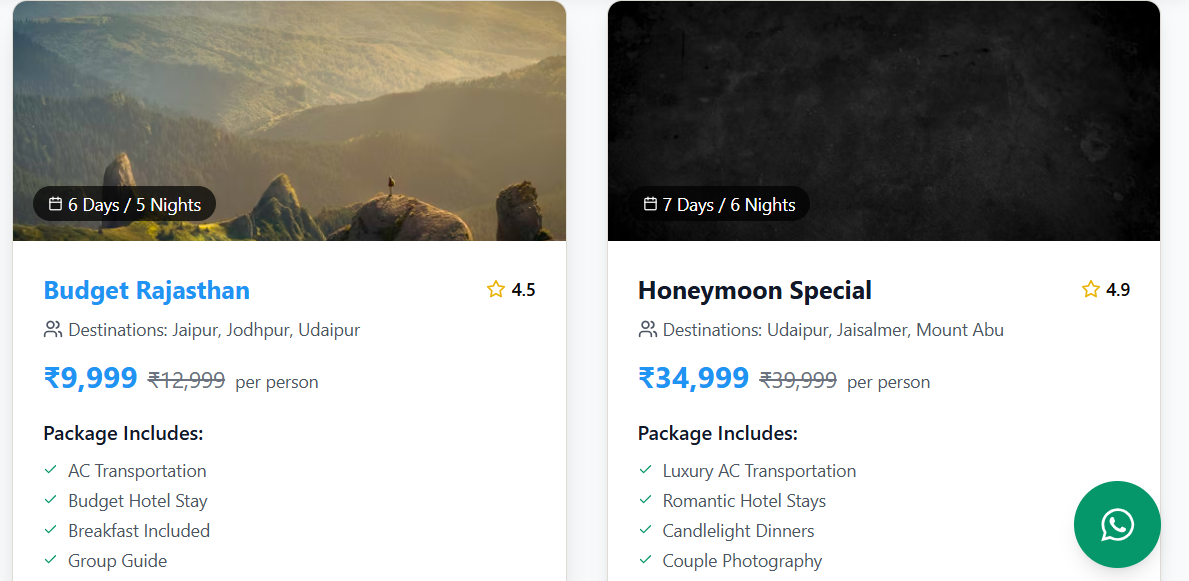 6 Days / 5 Nights
Budget Rajasthan
4.5
Destinations: Jaipur, Jodhpur, Udaipur
₹9,999 ₹12,999 per person
Package Includes:
AC Transportation
Budget Hotel Stay
Breakfast Included
Group Guide
7 Days / 6 Nights
Honeymoon Special
4.9
Destinations: Udaipur, Jaisalmer, Mount Abu
₹34,999 ₹39,999 per person
Package Includes:
Luxury AC Transportation
Romantic Hotel Stays
Candlelight Dinners
Couple Photography